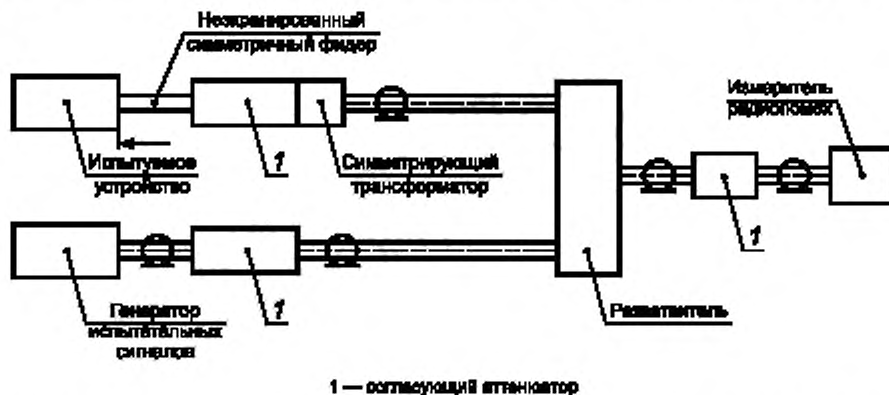 Неэкранированный
симметричный фидер
Измеритель
радиопомех
Испытуемое
устройство
1
Симметрирующий
трансформатор
1
Генератор
испытательных
сигналов
1
Разветвитель
1 — согласующий аттенюатор